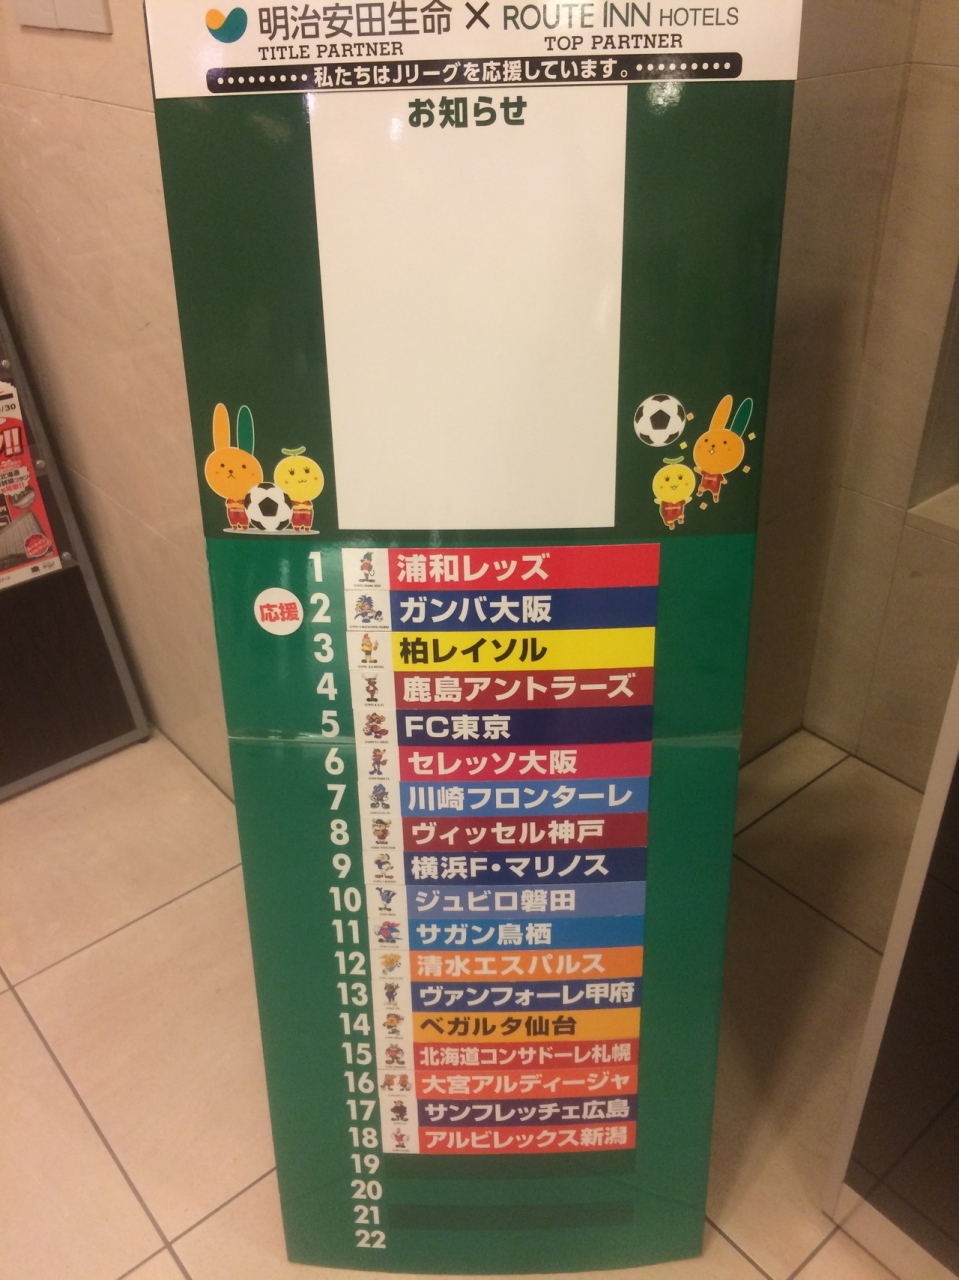 明治安田生命 × ROUTE INN HOTELS
TITLE PARTNER TOP PARTNER
私たちはJリーグを応援しています。
お知らせ
1 浦和レッズ
応援 2 ガンバ大阪
3 柏レイソル
4 鹿島アントラーズ
5 FC東京
6 セレッソ大阪
7 川崎フロンターレ
8 ヴィッセル神戸
9 横浜F・マリノス
10 ジュビロ磐田
11 サガン鳥栖
12 清水エスパルス
13 ヴァンフォーレ甲府
14 ベガルタ仙台
15 北海道コンサドーレ札幌
16 大宮アルディージャ
17 サンフレッチェ広島
18 アルビレックス新潟
19
20
21
22